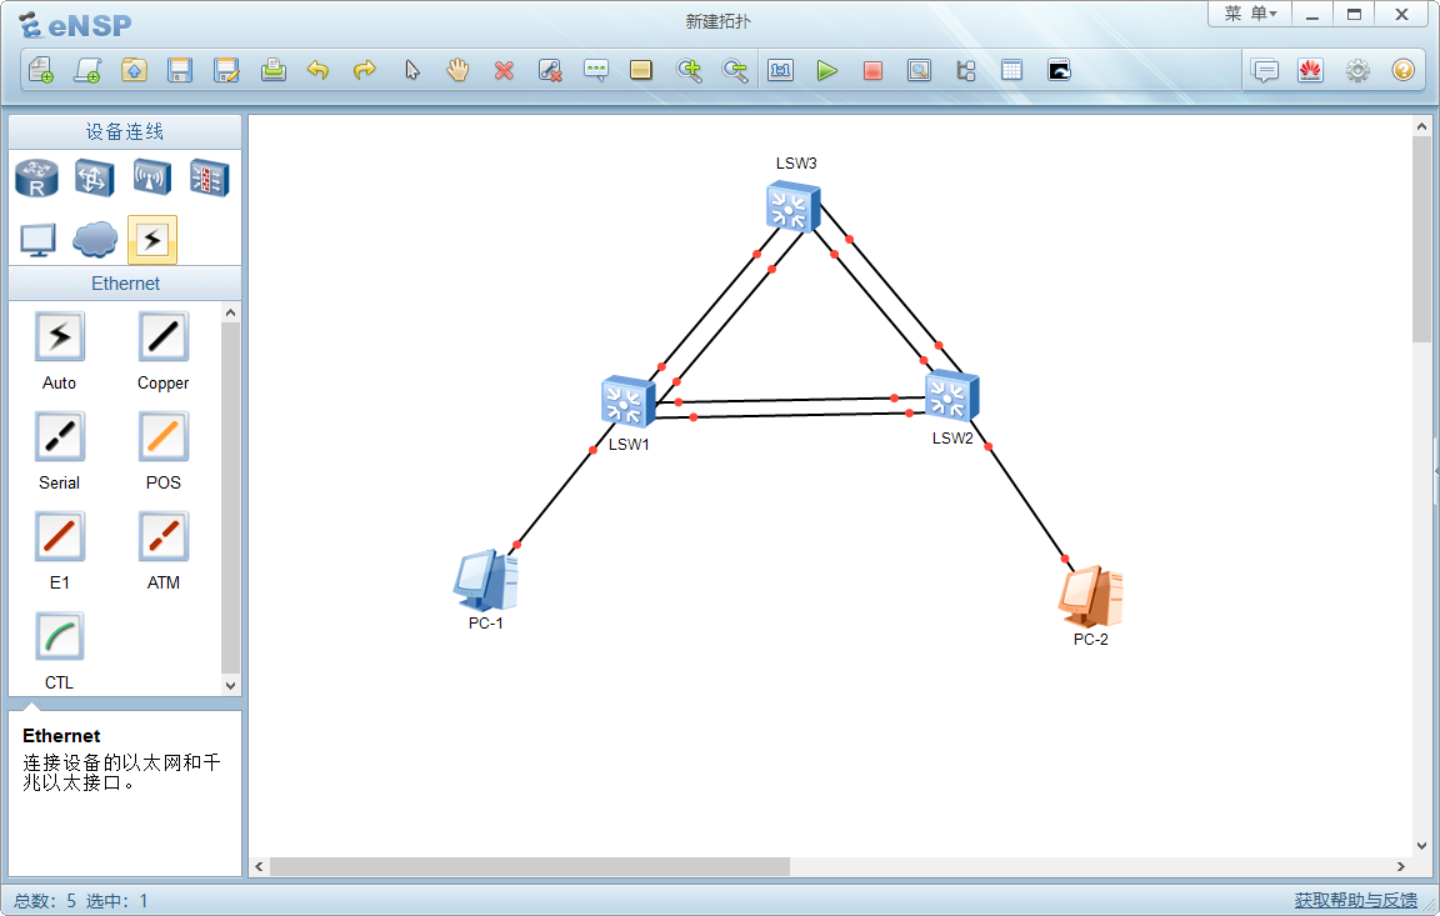 eNSP
新建拓扑
菜 单
1:1
设备连线
R
Ethernet
Auto
Copper
Serial
POS
E1
ATM
CTL
Ethernet
连接设备的以太网和千
兆以太接口。
LSW3
LSW1
LSW2
PC-1
PC-2
总数：5 选中：1
获取帮助与反馈